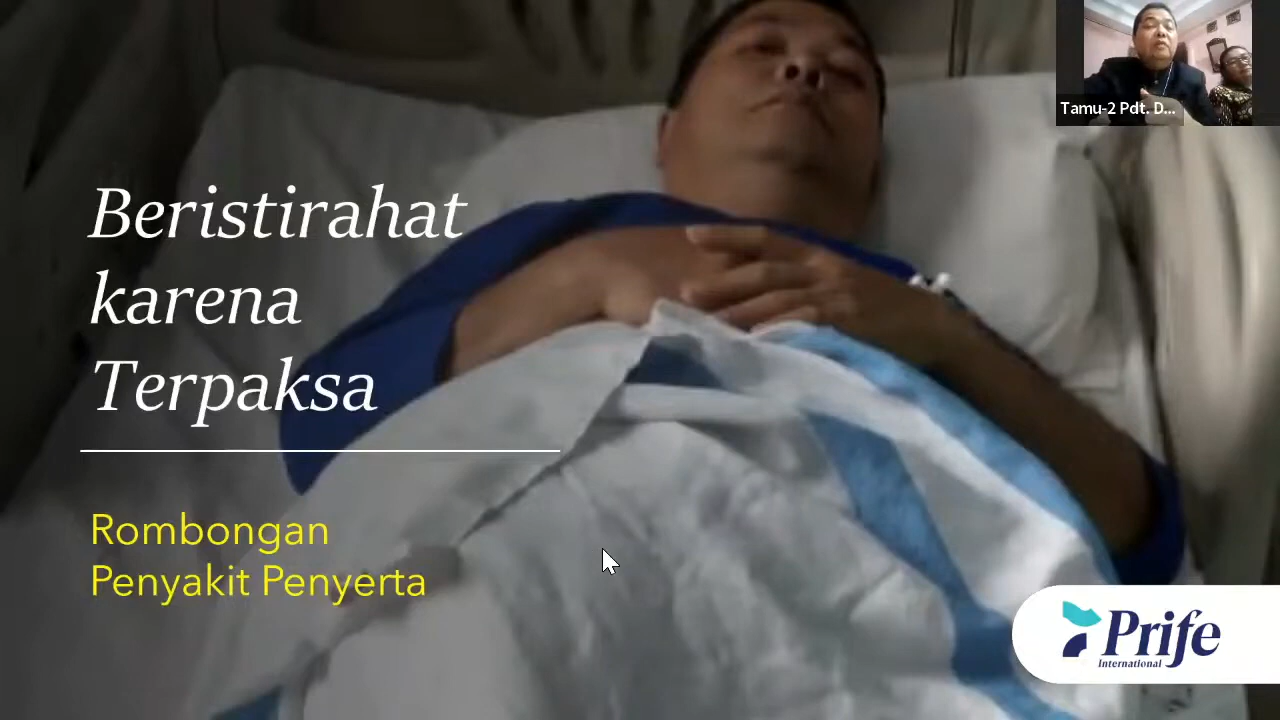 Tamu-2 Pdt. D...
Beristirahat
karena
Terpaksa
Rombongan
Penyakit Penyerta
Prife
International